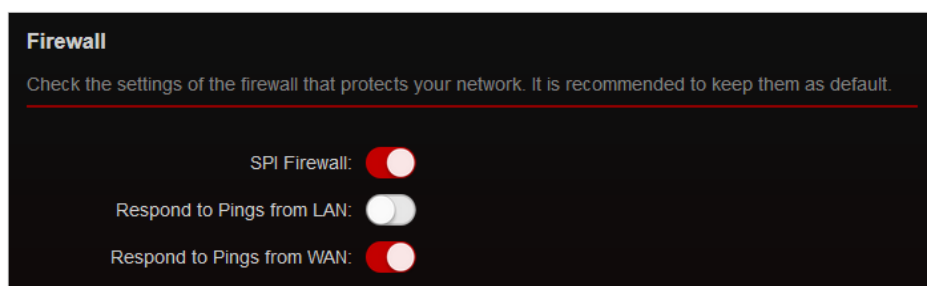 Firewall
Check the settings of the firewall that protects your network. It is recommended to keep them as default.
SPI Firewall:
Respond to Pings from LAN:
Respond to Pings from WAN: